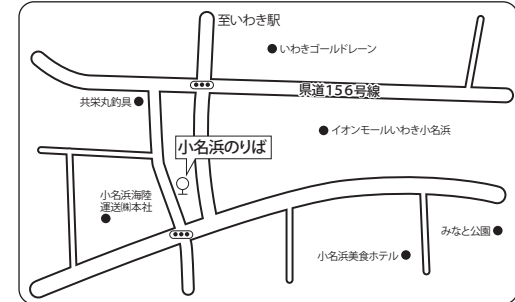 至いわき駅
いわきゴールドレーン
県道156号線
共栄丸釣具
イオンモールいわき小名浜
小名浜のりば
小名浜海陸
運送㈱本社
みなと公園
小名浜美食ホテル